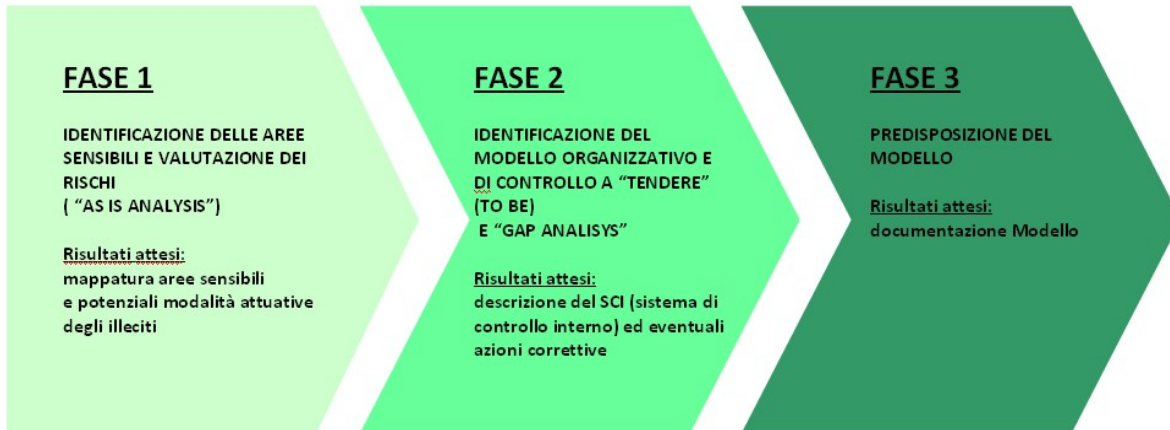 FASE 1
IDENTIFICAZIONE DELLE AREE
SENSIBILI E VALUTAZIONE DEI
RISCHI
( “AS IS ANALYSIS”)
Risultati attesi:
mappatura aree sensibili
e potenziali modalità attuative
degli illeciti
FASE 2
IDENTIFICAZIONE DEL
MODELLO ORGANIZZATIVO E
DI CONTROLLO A “TENDERE”
(TO BE)
E “GAP ANALISYS”
Risultati attesi:
descrizione del SCI (sistema di
controllo interno) ed eventuali
azioni correttive
FASE 3
PREDISPOSIZIONE DEL
MODELLO
Risultati attesi:
documentazione Modello